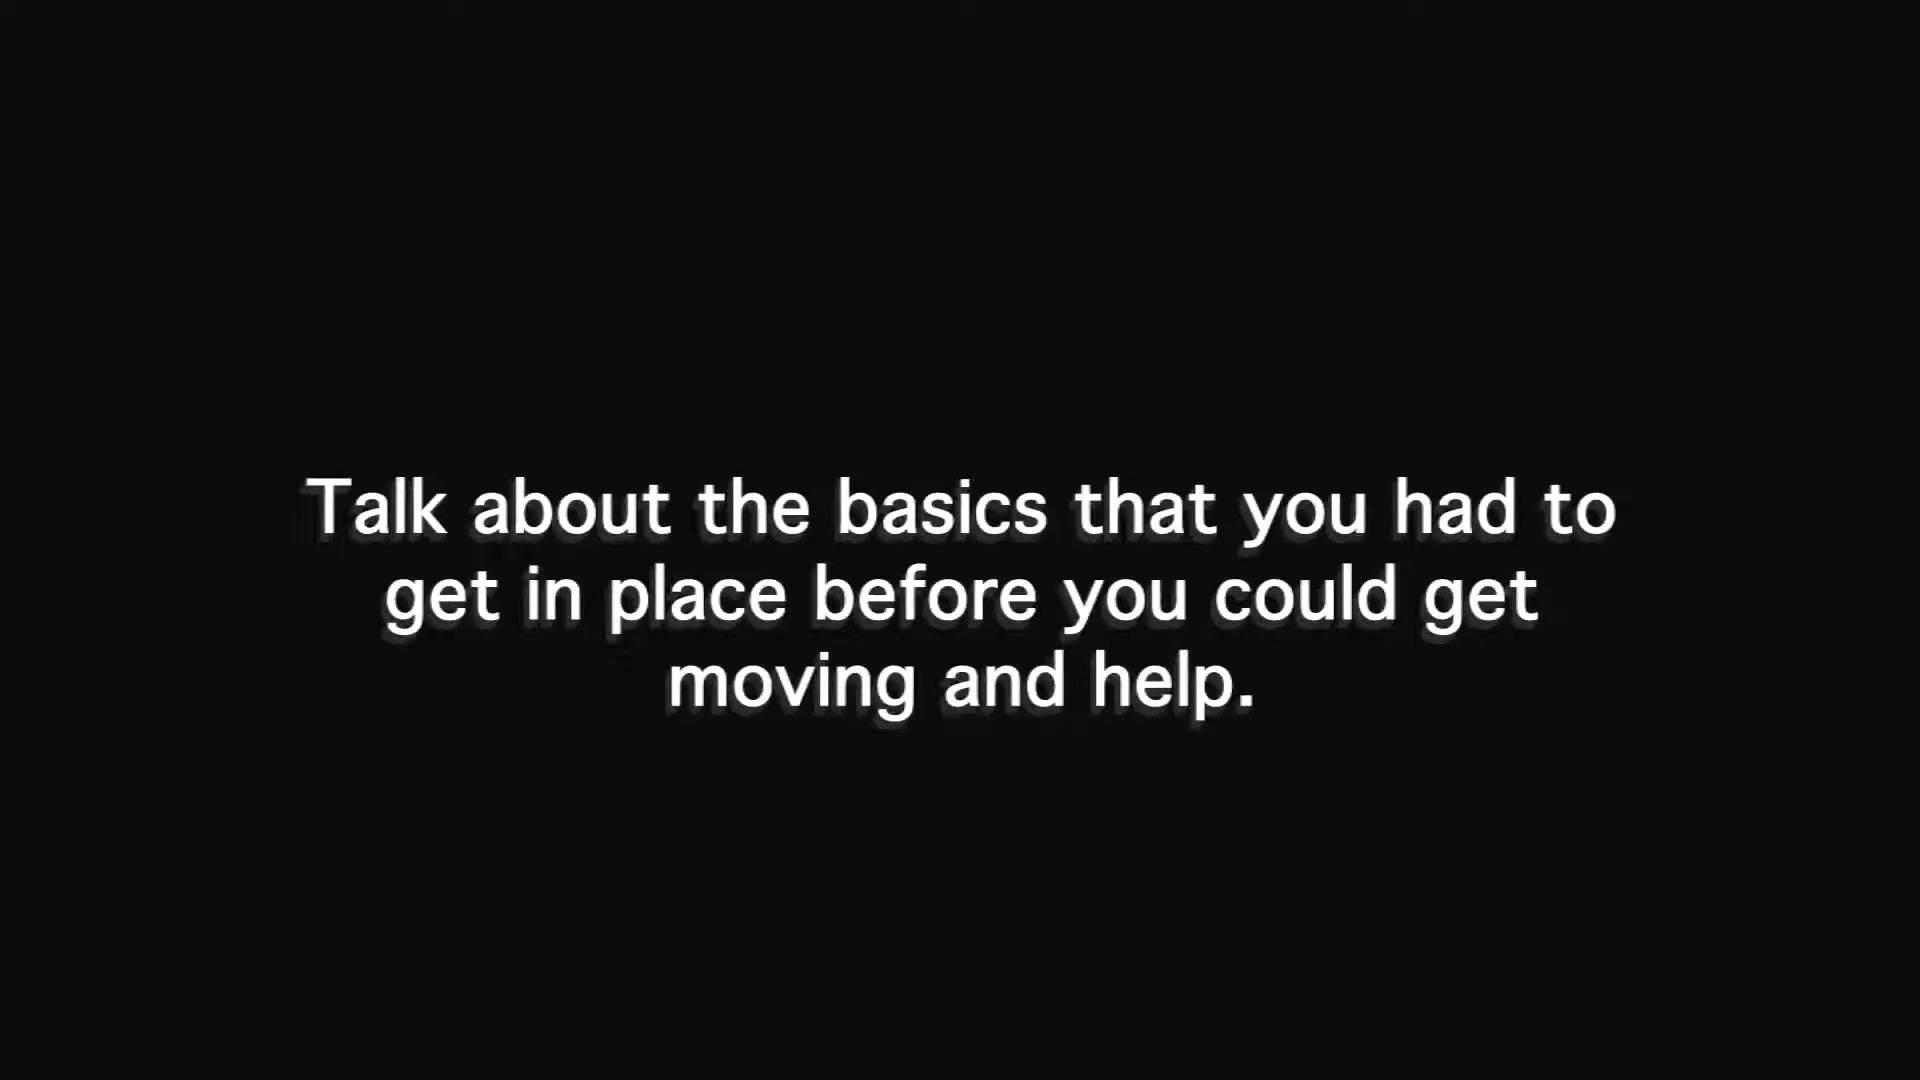 Talk about the basics that you had to
get in place before you could get
moving and help.